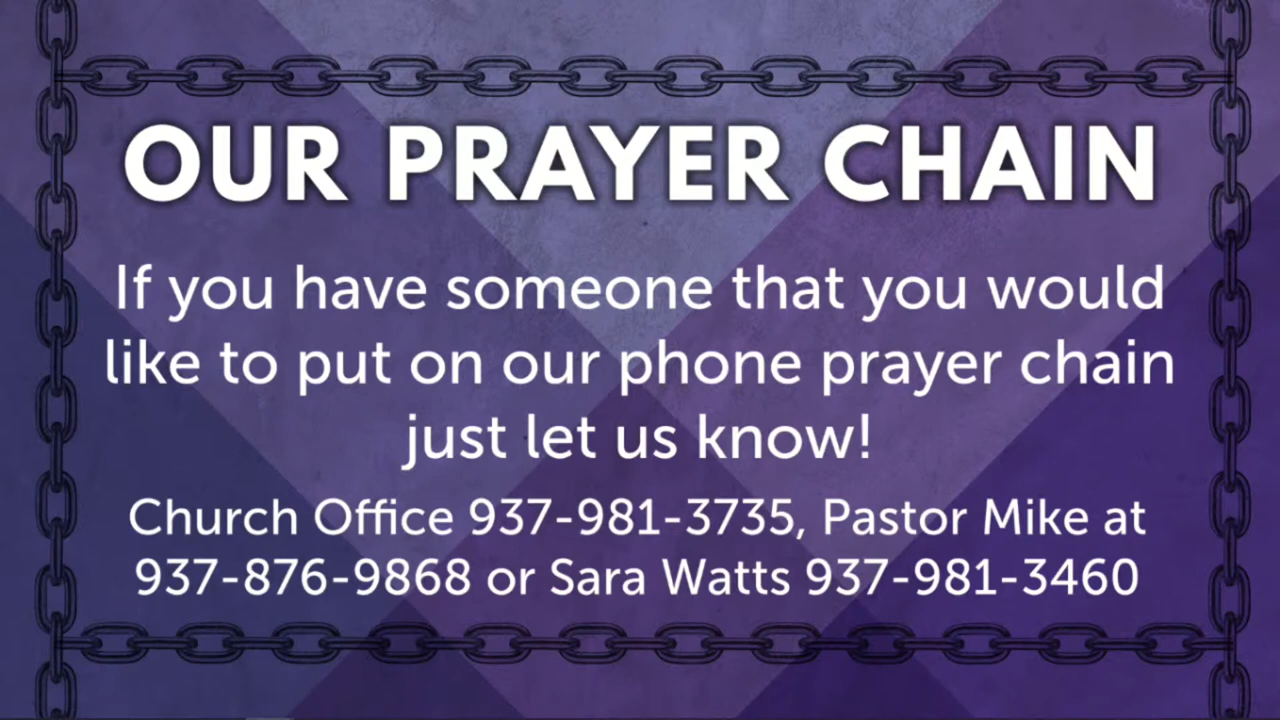 OUR PRAYER CHAIN
If you have someone that you would
like to put on our phone prayer chain
just let us know!
Church Office 937-981-3735, Pastor Mike at
937-876-9868 or Sara Watts 937-981-3460